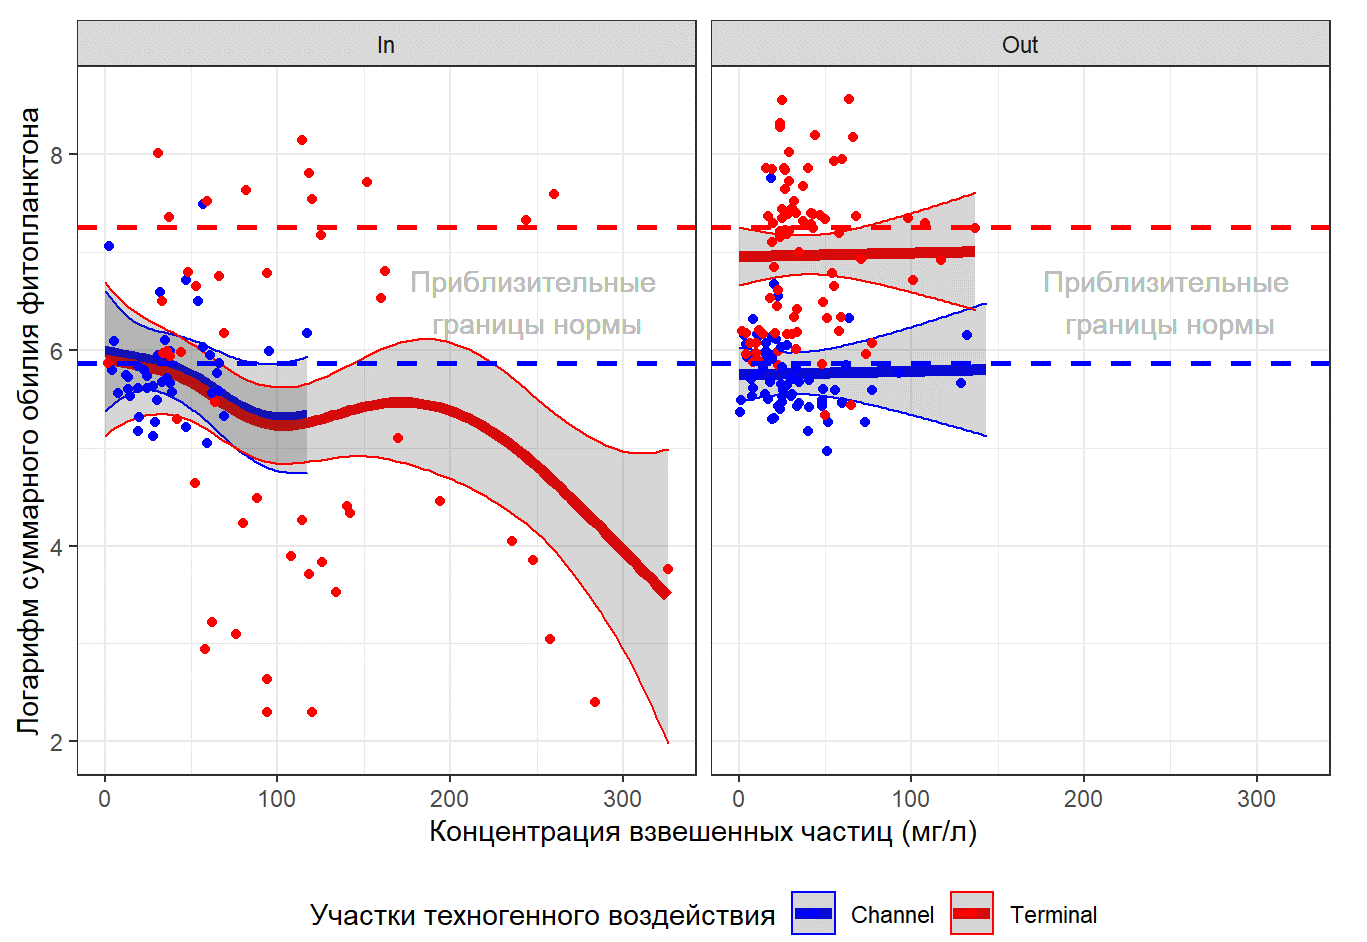 In
Out
Логарифм суммарного обилия фитопланктона
8
6
4
2
Приблизительные
границы нормы
Приблизительные
границы нормы
0
100
200
300
0
100
200
300
Концентрация взвешенных частиц (мг/л)
Участки техногенного воздействия
Channel
Terminal